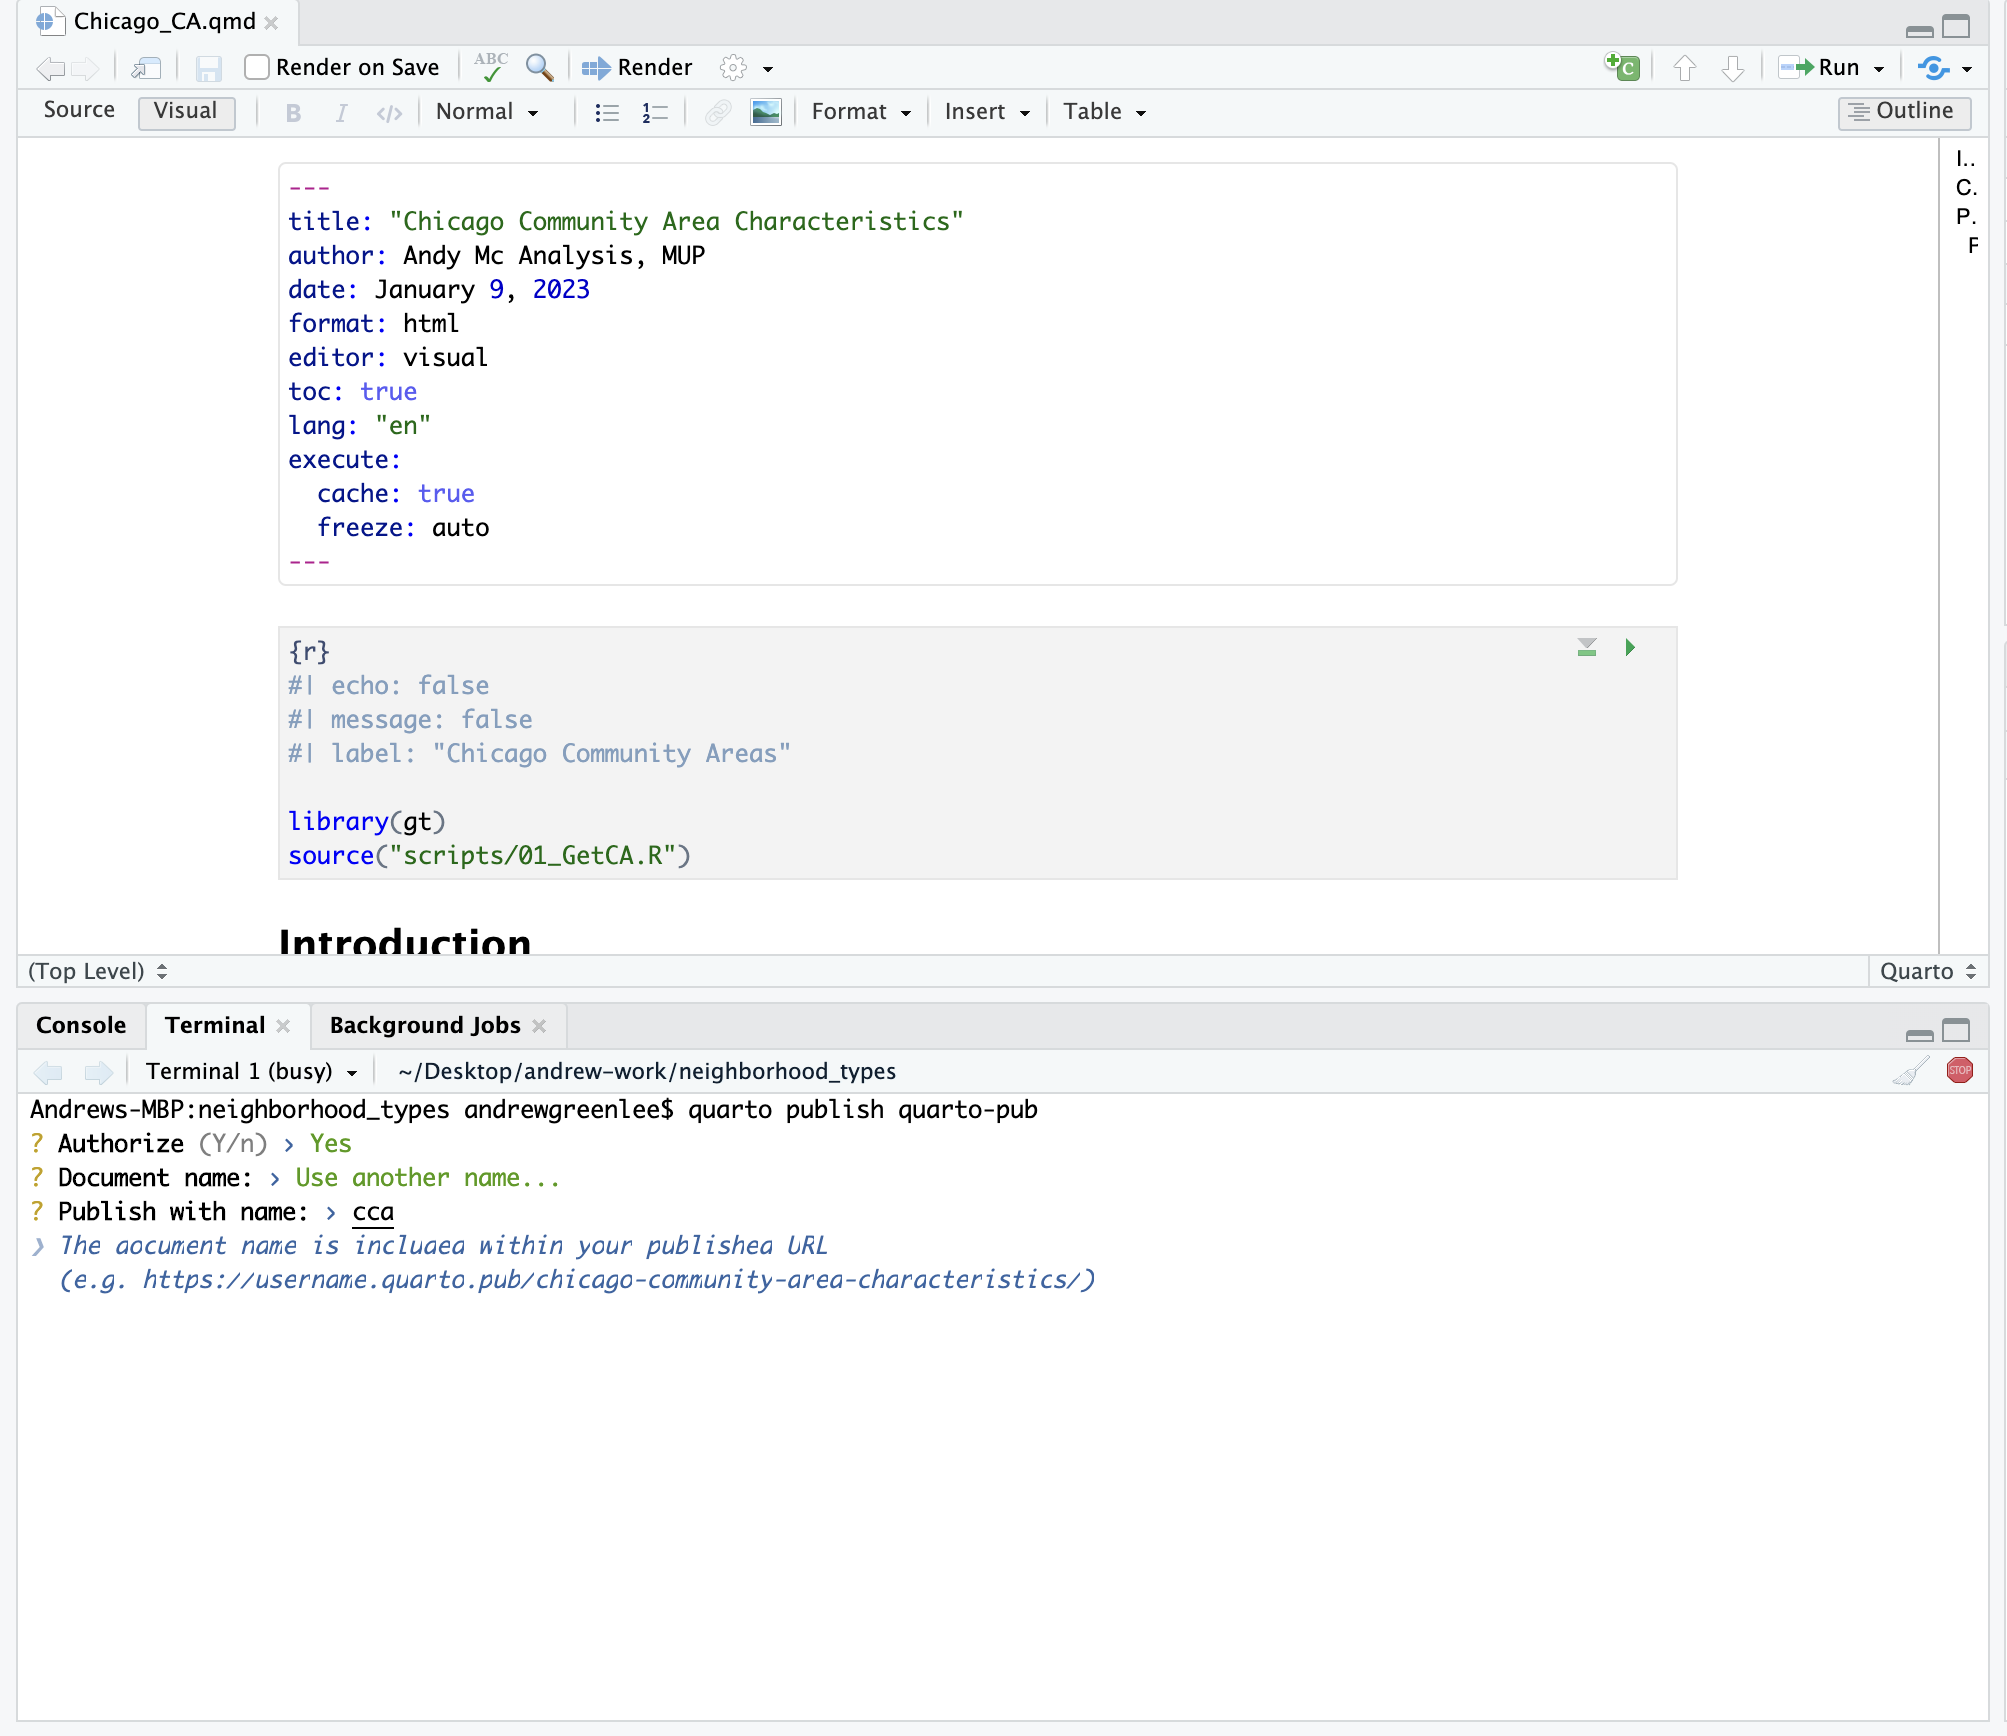 Chicago_CA.qmd
Render on Save ABC Render Run
Source Visual B I </> Normal Format Insert Table Outline
---
title: "Chicago Community Area Characteristics"
author: Andy Mc Analysis, MUP
date: January 9, 2023
format: html
editor: visual
toc: true
lang: "en"
execute:
  cache: true
  freeze: auto
---
I..
C.
P.
{r}
#| echo: false
#| message: false
#| label: "Chicago Community Areas"
library(gt)
source("scripts/01_GetCA.R")
Introduction
(Top Level) Quarto
Console Terminal Background Jobs
Terminal 1 (busy) ~/Desktop/andrew-work/neighborhood_types STOP
Andrews-MBP:neighborhood_types andrewgreenlee$ quarto publish quarto-pub
? Authorize (Y/n) › Yes
? Document name: › Use another name...
? Publish with name: › cca
❯ The document name is included within your published URL
  (e.g. https://username.quarto.pub/chicago-community-area-characteristics/)